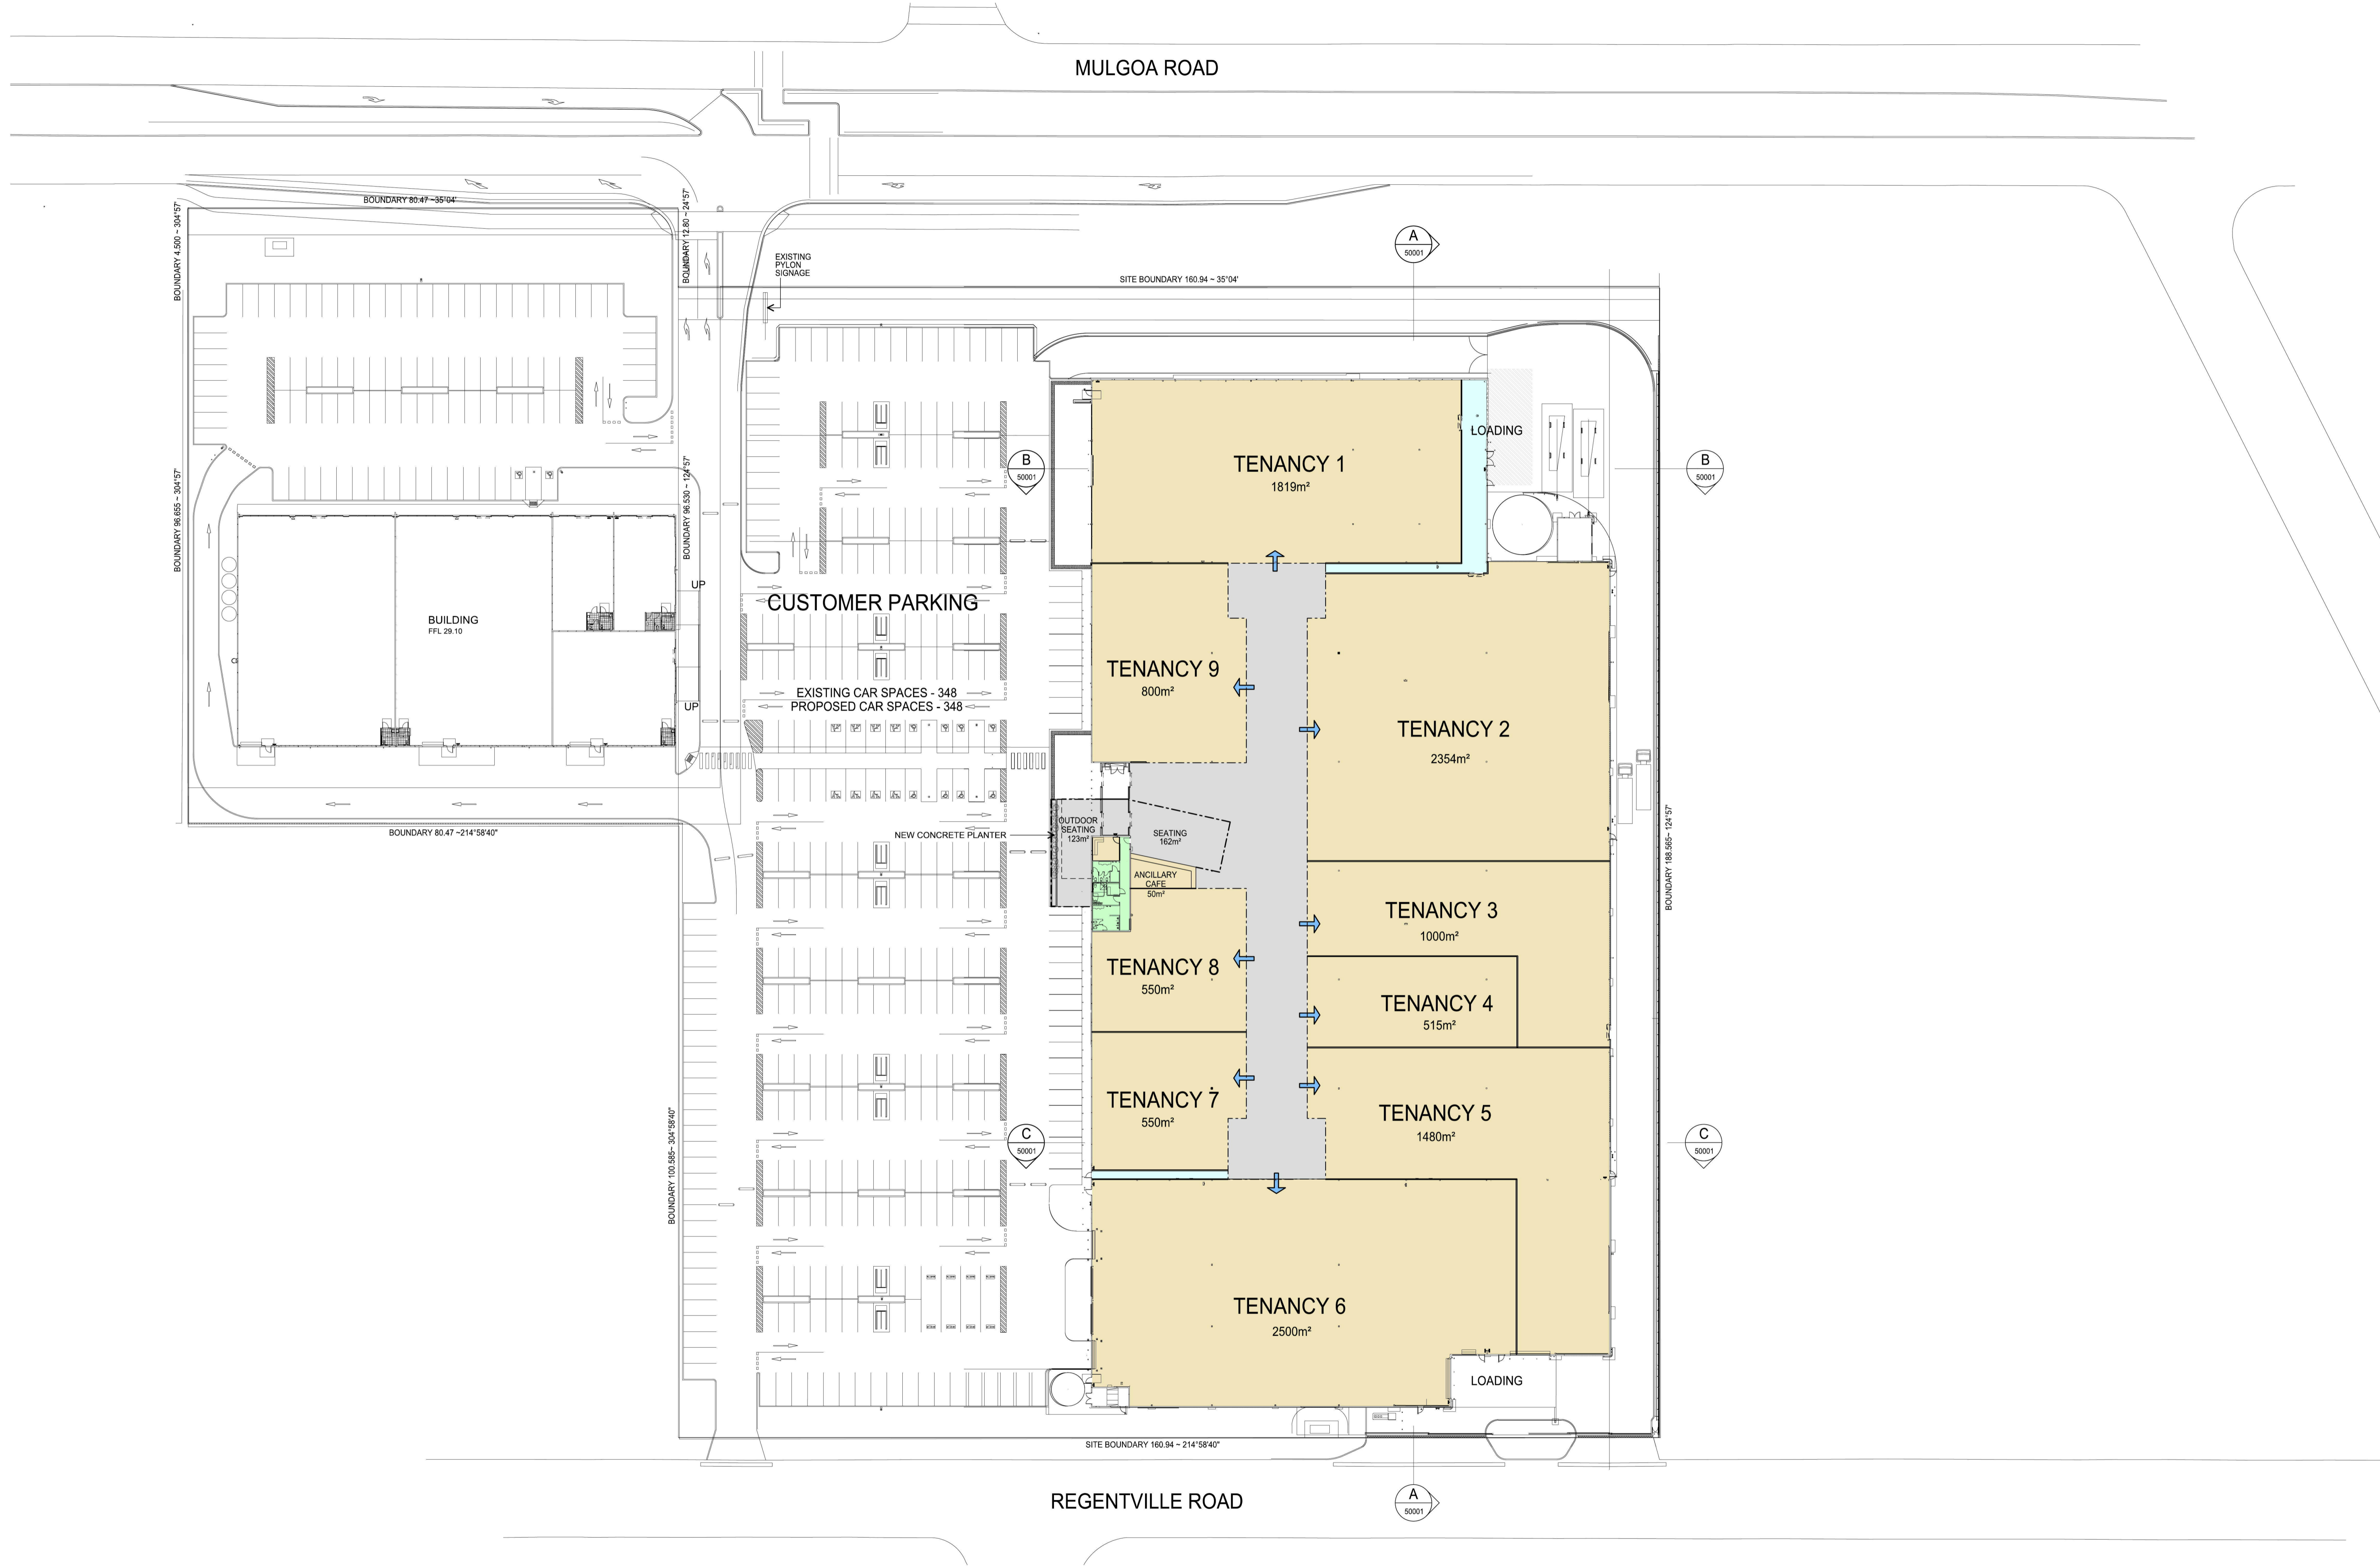 MULGOA ROAD
BOUNDARY 80.47 ~35°04'
BOUNDARY 4.500 ~ 304°57'
BOUNDARY 12.80 ~ 24°57'
A
50001
EXISTING
PYLON
SIGNAGE
SITE BOUNDARY 160.94 ~ 35°04'
LOADING
B
50001
TENANCY 1
1819m²
B
50001
BOUNDARY 96.655 ~ 304°57'
BOUNDARY 96.530 ~ 124°57'
UP
CUSTOMER PARKING
BUILDING
FFL 29.10
TENANCY 9
800m²
EXISTING CAR SPACES - 348
PROPOSED CAR SPACES - 348
UP
TENANCY 2
2354m²
BOUNDARY 80.47 ~214°58'40"
NEW CONCRETE PLANTER
OUTDOOR
SEATING
123m²
SEATING
162m²
ANCILLARY
CAFE
50m²
BOUNDARY 188.565~ 124°57'
TENANCY 3
1000m²
TENANCY 8
550m²
TENANCY 4
515m²
TENANCY 7
550m²
TENANCY 5
1480m²
C
50001
C
50001
BOUNDARY 100.585~ 304°58'40"
TENANCY 6
2500m²
LOADING
SITE BOUNDARY 160.94 ~ 214°58'40"
REGENTVILLE ROAD
A
50001